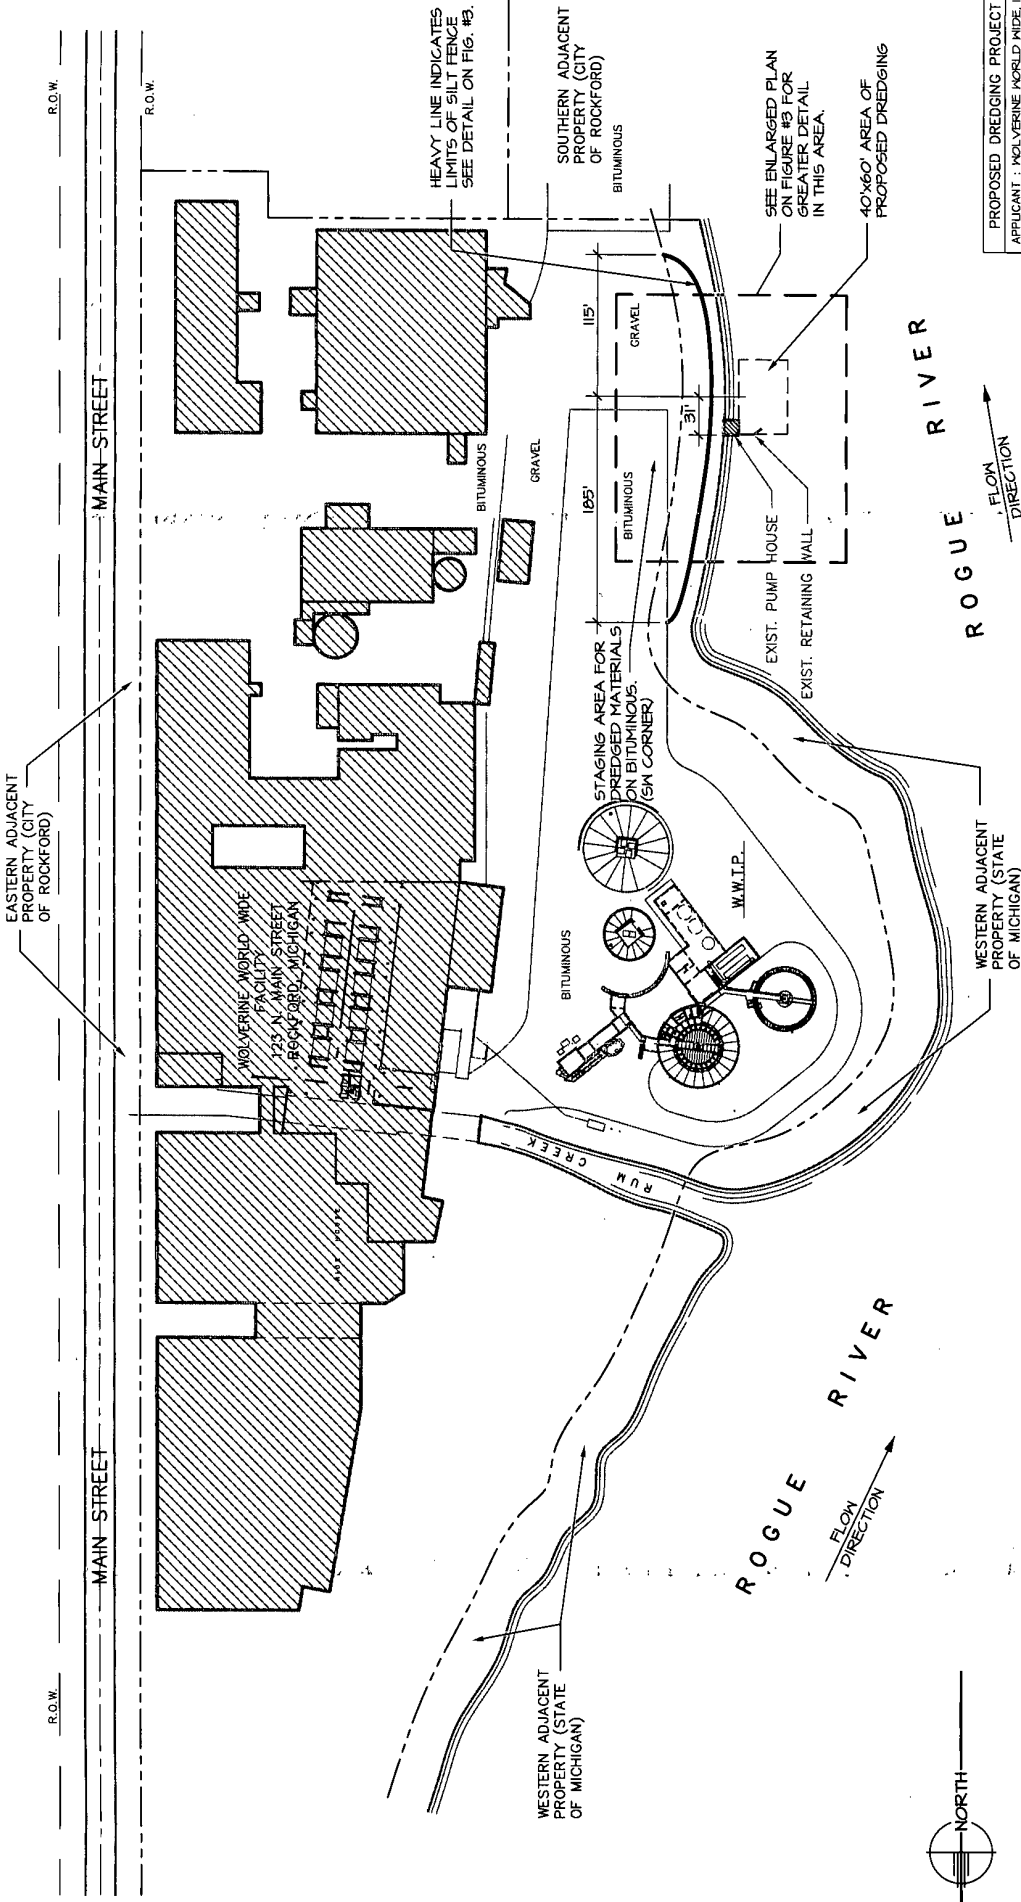 R.O.W.
R.O.W.
R.O.W.
MAIN STREET
MAIN STREET
EASTERN ADJACENT
PROPERTY (CITY
OF ROCKFORD)
HEAVY LINE INDICATES
LIMITS OF SILT FENCE
SEE DETAIL ON FIG. #3.
SOUTHERN ADJACENT
PROPERTY (CITY
OF ROCKFORD)
BITUMINOUS
WOLVERINE WORLD WIDE
FACILITY
123 N. MAIN STREET
ROCKFORD, MICHIGAN
BITUMINOUS
GRAVEL
115'
185'
31'
GRAVEL
BITUMINOUS
SEE ENLARGED PLAN
ON FIGURE #3 FOR
GREATER DETAIL
IN THIS AREA.
40'x60' AREA OF
PROPOSED DREDGING
STAGING AREA FOR
DREDGED MATERIALS
ON BITUMINOUS.
(SW CORNER)
EXIST. PUMP HOUSE
EXIST. RETAINING WALL
BITUMINOUS
W.W.T.P.
RUM CREEK
WESTERN ADJACENT
PROPERTY (STATE
OF MICHIGAN)
WESTERN ADJACENT
PROPERTY (STATE
OF MICHIGAN)
ROGUE RIVER
FLOW
DIRECTION
ROGUE RIVER
FLOW
DIRECTION
NORTH
PROPOSED DREDGING PROJECT
APPLICANT : WOLVERINE WORLD WIDE,